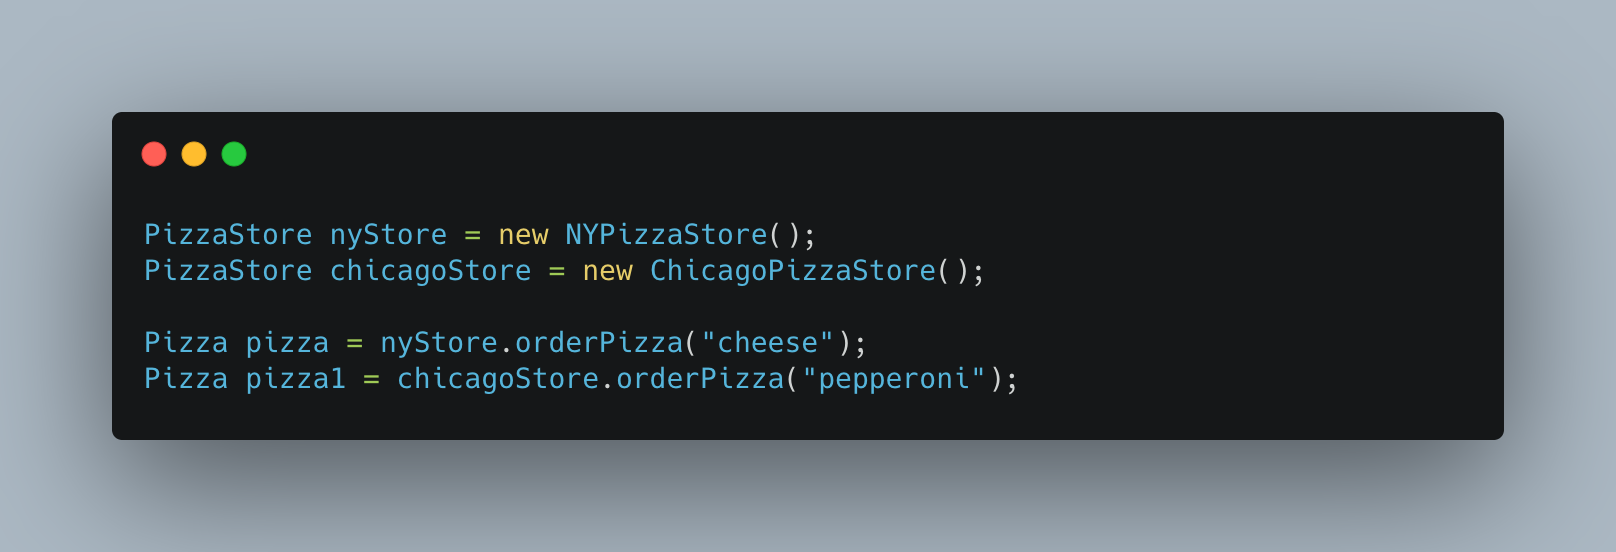 PizzaStore nyStore = new NYPizzaStore();
PizzaStore chicagoStore = new ChicagoPizzaStore();
Pizza pizza = nyStore.orderPizza("cheese");
Pizza pizza1 = chicagoStore.orderPizza("pepperoni");